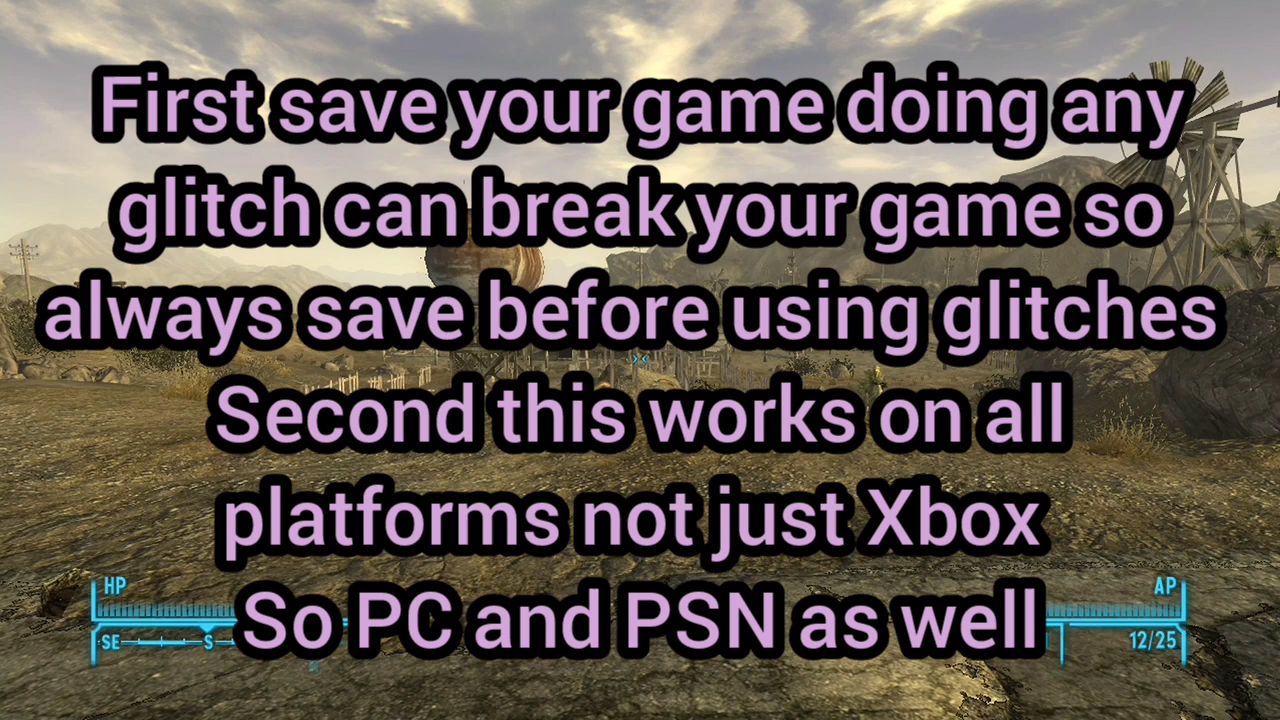 First save your game doing any
glitch can break your game so
always save before using glitches
Second this works on all
platforms not just Xbox
So PC and PSN as well
HP
AP
SE
S
12/25